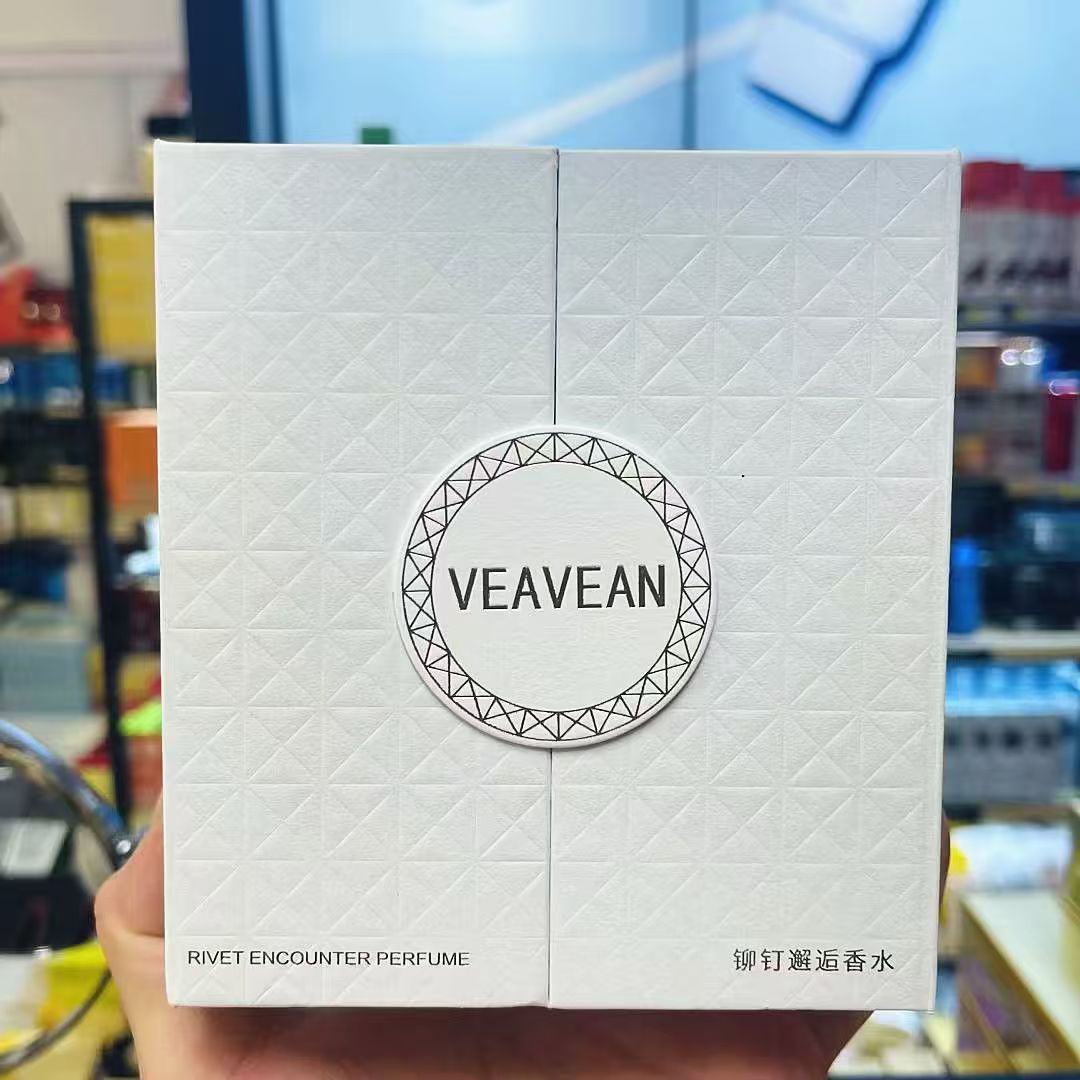 VEAVEAN
RIVET ENCOUNTER PERFUME
铆钉邂逅香水